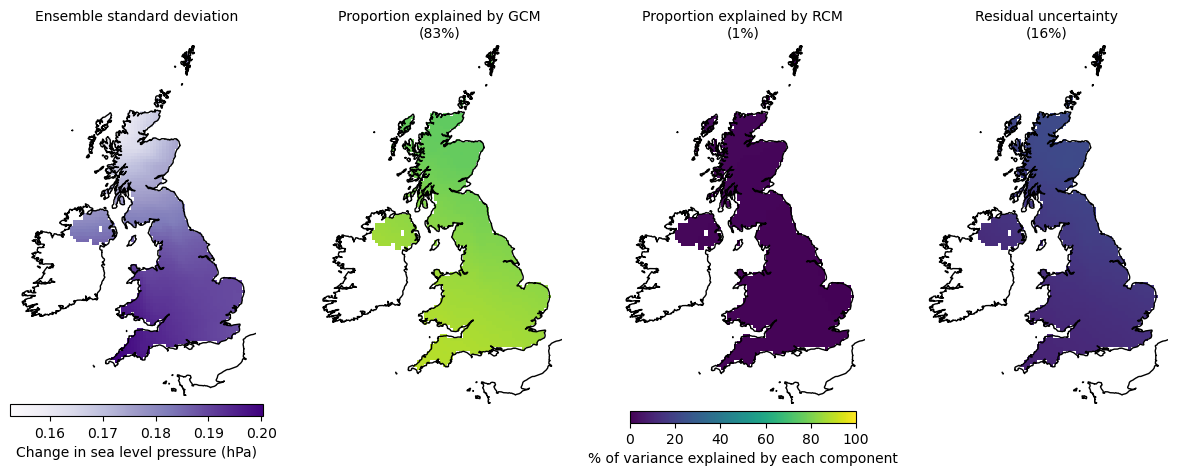 Ensemble standard deviation
Proportion explained by GCM
(83%)
Proportion explained by RCM
(1%)
Residual uncertainty
(16%)
0.16 0.17 0.18 0.19 0.20
Change in sea level pressure (hPa)
0 20 40 60 80 100
% of variance explained by each component